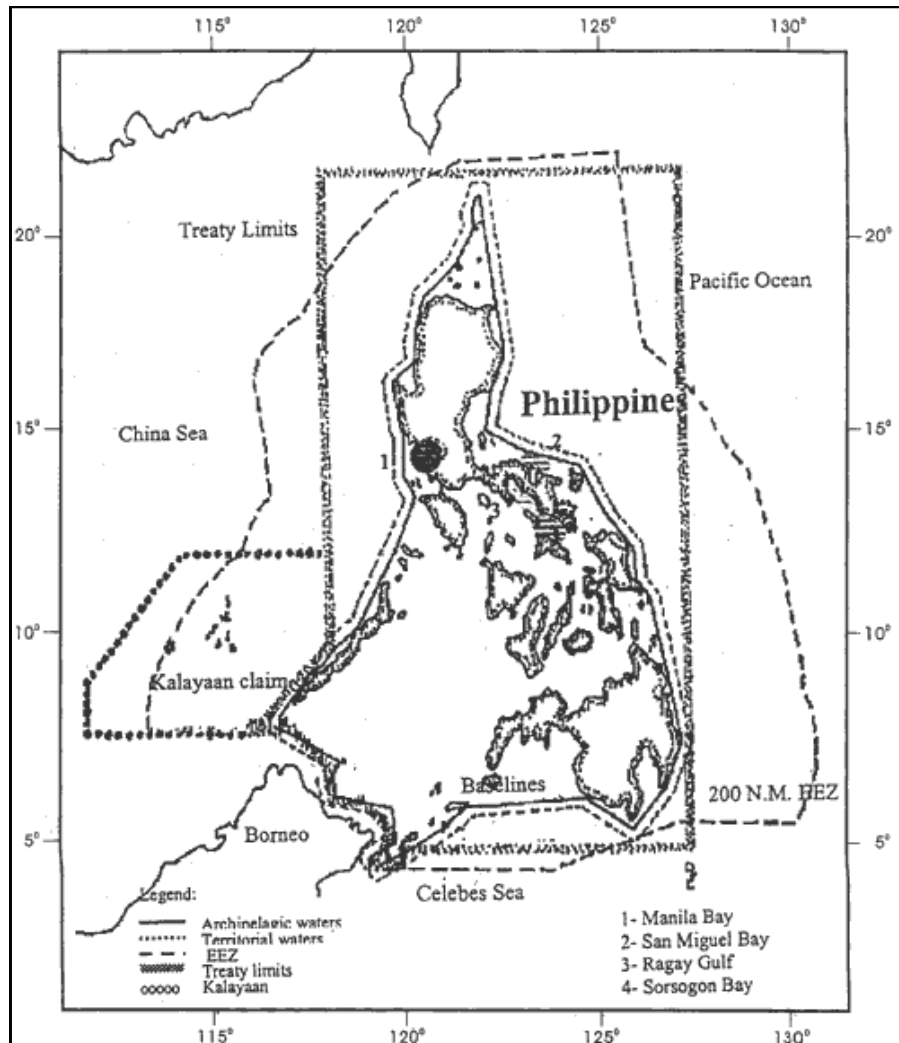 115° 120° 125° 130°
20° 20°
Treaty Limits
Pacific Ocean
Philippine
15° 15°
China Sea
1
2
3
10° 10°
Kalayaan claim
Baselines
200 N.M. EEZ
Borneo
5° 5°
Celebes Sea
Legend:
Archipelagic waters
Territorial waters
EEZ
Treaty limits
Kalayaan
1- Manila Bay
2- San Miguel Bay
3- Ragay Gulf
4- Sorsogon Bay
115° 120° 125° 130°